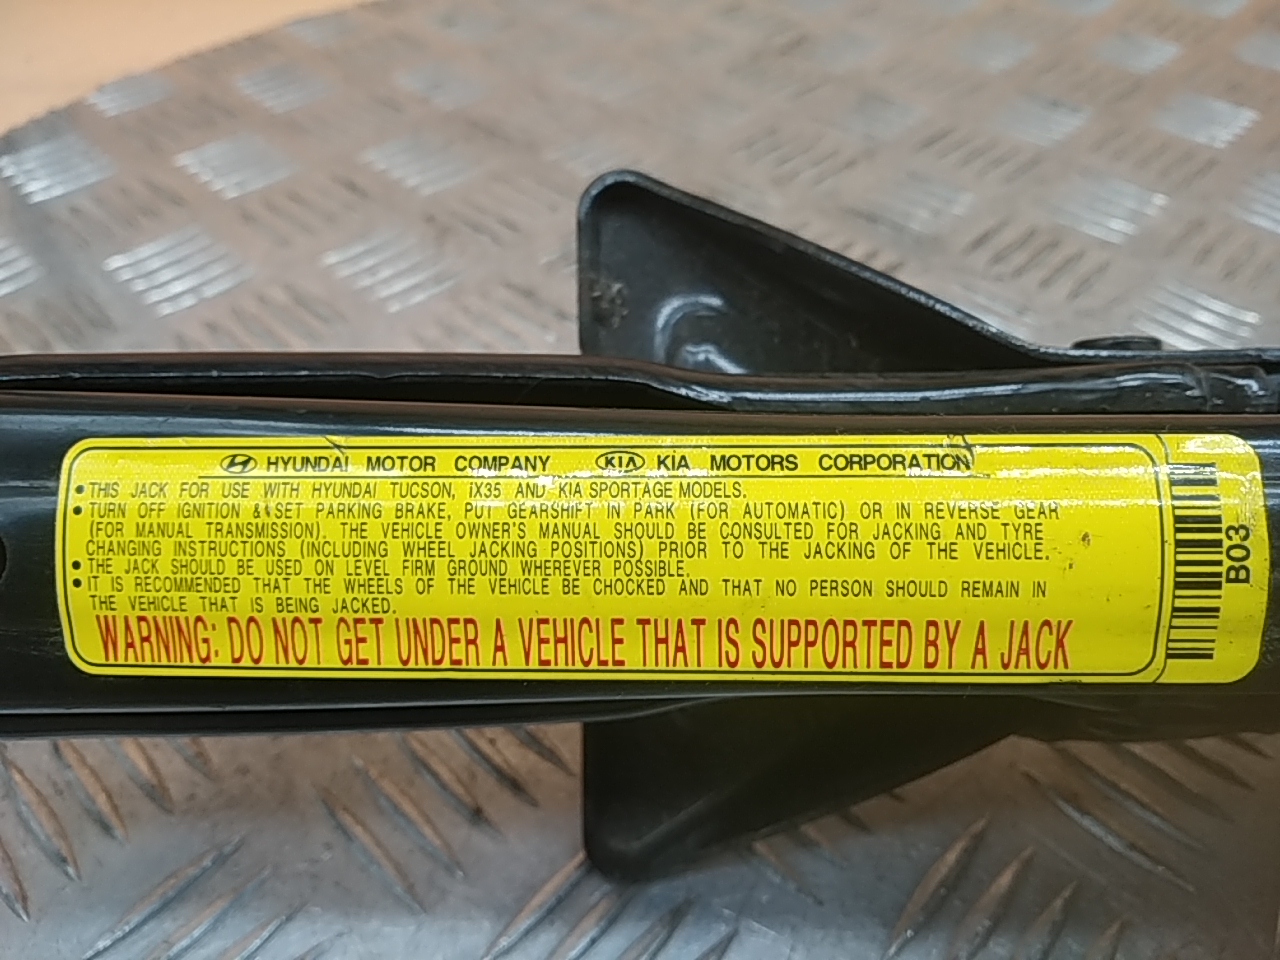 HYUNDAI MOTOR COMPANY KIA KIA MOTORS CORPORATION
• THIS JACK FOR USE WITH HYUNDAI TUCSON, iX35 AND KIA SPORTAGE MODELS.
• TURN OFF IGNITION & SET PARKING BRAKE, PUT GEARSHIFT IN PARK (FOR AUTOMATIC) OR IN REVERSE GEAR
(FOR MANUAL TRANSMISSION). THE VEHICLE OWNER'S MANUAL SHOULD BE CONSULTED FOR JACKING AND TYRE
CHANGING INSTRUCTIONS (INCLUDING WHEEL JACKING POSITIONS) PRIOR TO THE JACKING OF THE VEHICLE.
• THE JACK SHOULD BE USED ON LEVEL FIRM GROUND WHEREVER POSSIBLE.
• IT IS RECOMMENDED THAT THE WHEELS OF THE VEHICLE BE CHOCKED AND THAT NO PERSON SHOULD REMAIN IN
THE VEHICLE THAT IS BEING JACKED.
WARNING: DO NOT GET UNDER A VEHICLE THAT IS SUPPORTED BY A JACK
B03